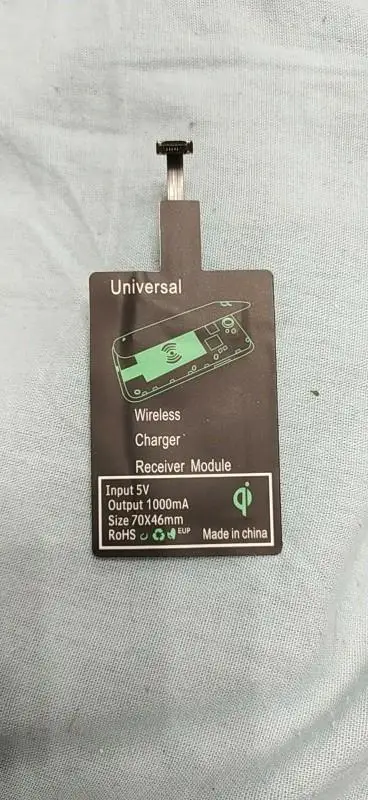 Universal
Wireless
Charger
Receiver Module
Input 5V
Output 1000mA
Size 70X46mm
RoHS EUP Made in china